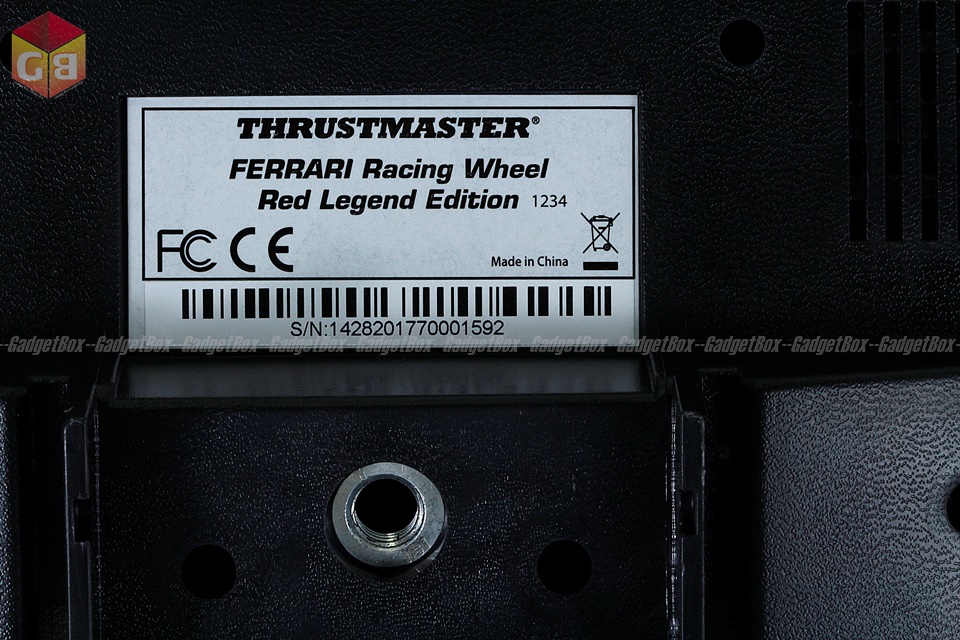 GB
THRUSTMASTER®
FERRARI Racing Wheel
Red Legend Edition 1234
FC CE
Made in China
S/N:1428201770001592
-GadgetBox--GadgetBox--GadgetBox--GadgetBox--GadgetBox--GadgetBox--GadgetBox--GadgetBox--GadgetBox--GadgetBox--GadgetBox-